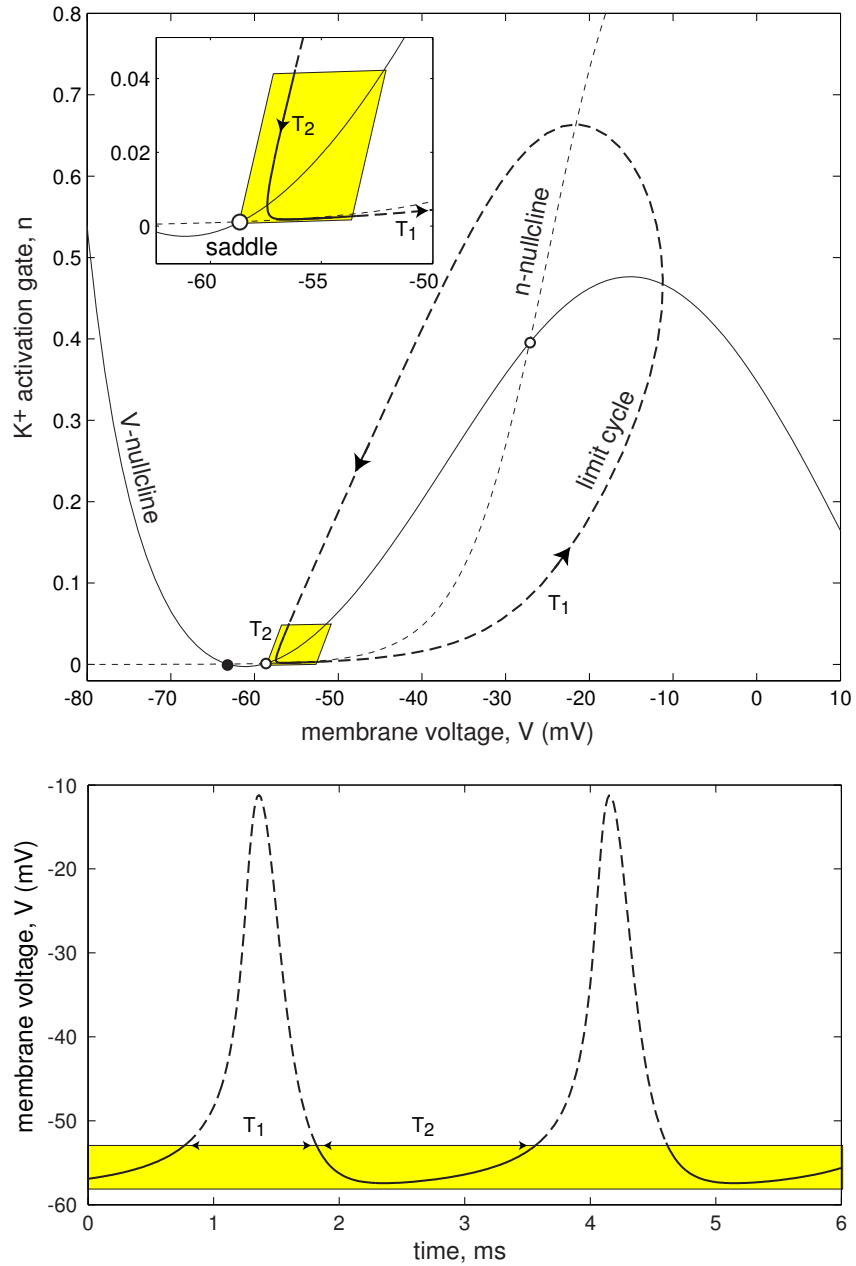 0.8
0.7
0.6
0.5
0.4
0.3
0.2
0.1
0
K+ activation gate, n
0.04
0.02
0
T2
T1
saddle
-60
-55
-50
n-nullcline
V-nullcline
limit cycle
T1
T2
-80
-70
-60
-50
-40
-30
-20
-10
0
10
membrane voltage, V (mV)
-10
-20
-30
-40
-50
-60
membrane voltage, V (mV)
T1
T2
0
1
2
3
4
5
6
time, ms